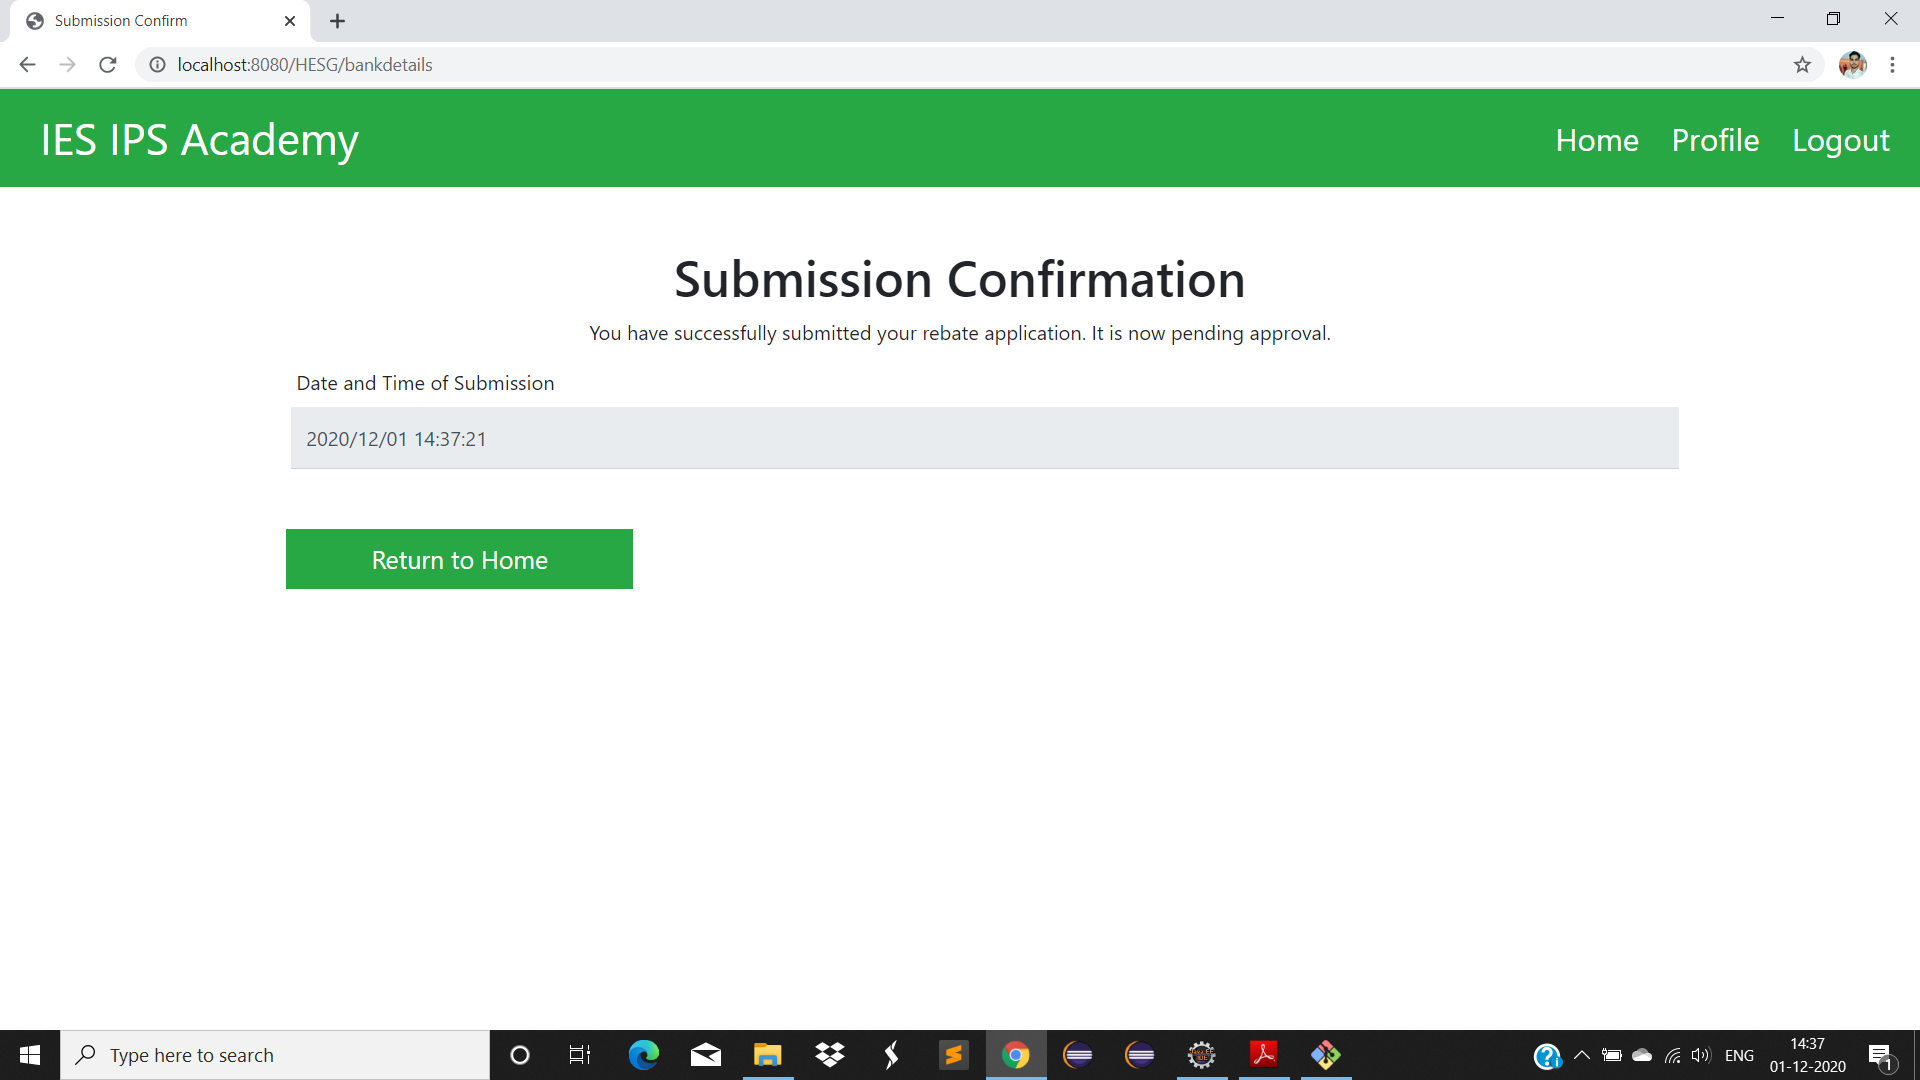 Submission Confirm
localhost:8080/HESG/bankdetails
IES IPS Academy
Home Profile Logout
Submission Confirmation
You have successfully submitted your rebate application. It is now pending approval.
Date and Time of Submission
2020/12/01 14:37:21
Return to Home
Type here to search
ENG
14:37
01-12-2020
1